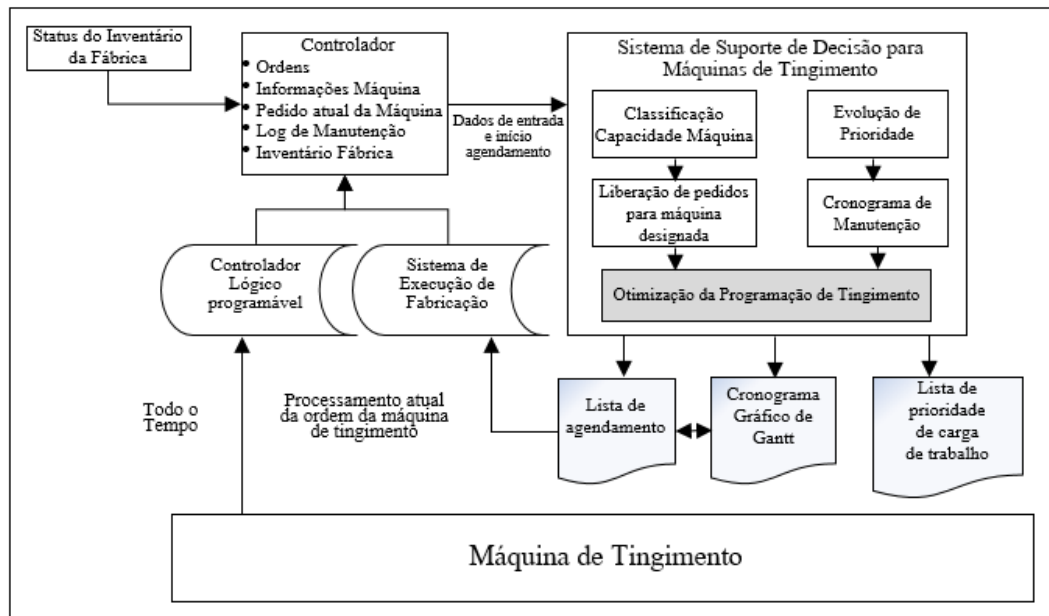 Status do Inventário
da Fábrica
Controlador
• Ordens
• Informações Máquina
• Pedido atual da Máquina
• Log de Manutenção
• Inventário Fábrica
Dados de entrada
e início
agendamento
Sistema de Suporte de Decisão para
Máquinas de Tingimento
Classificação
Capacidade Máquina
Evolução de
Prioridade
Liberação de pedidos
para máquina
designada
Cronograma de
Manutenção
Otimização da Programação de Tingimento
Controlador
Lógico
programável
Sistema de
Execução de
Fabricação
Todo o
Tempo
Processamento atual
da ordem da máquina
de tingimento
Lista de
agendamento
Cronograma
Gráfico de
Gantt
Lista de
prioridade
de carga
de trabalho
Máquina de Tingimento